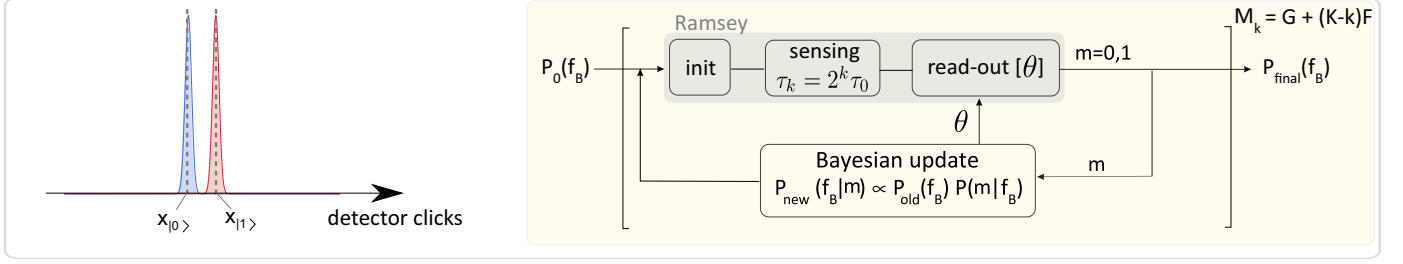 x|0⟩
x|1⟩
detector clicks
M_k = G + (K-k)F
Ramsey
P_0(f_B)
init
sensing
τ_k = 2^k τ_0
read-out [θ]
m=0,1
P_final(f_B)
θ
m
Bayesian update
P_new (f_B|m) ∝ P_old(f_B) P(m|f_B)